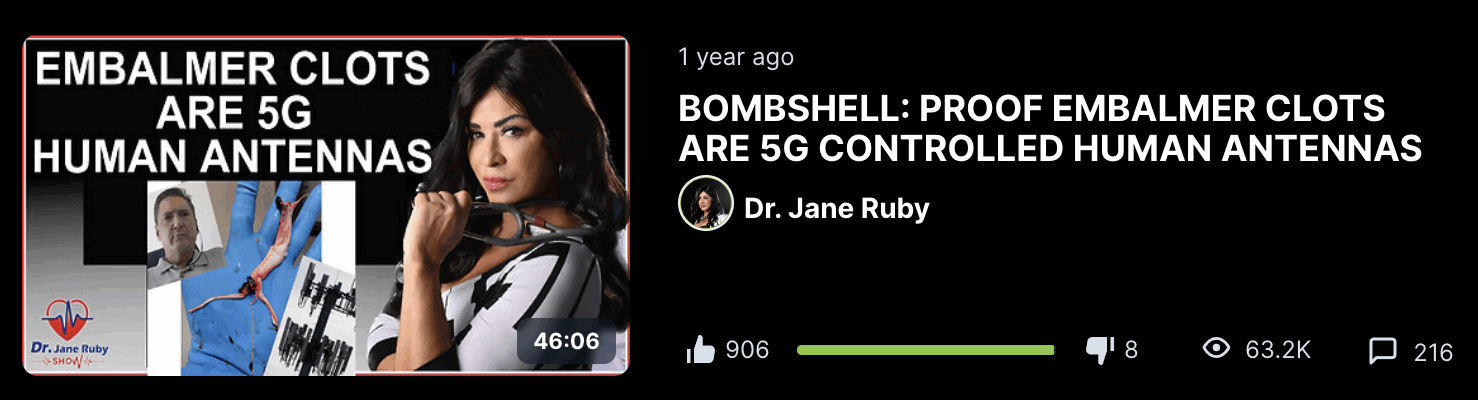 EMBALMER CLOTS
ARE 5G
HUMAN ANTENNAS
Dr. Jane Ruby
SHOW
46:06
1 year ago
BOMBSHELL: PROOF EMBALMER CLOTS
ARE 5G CONTROLLED HUMAN ANTENNAS
Dr. Jane Ruby
906
8
63.2K
216